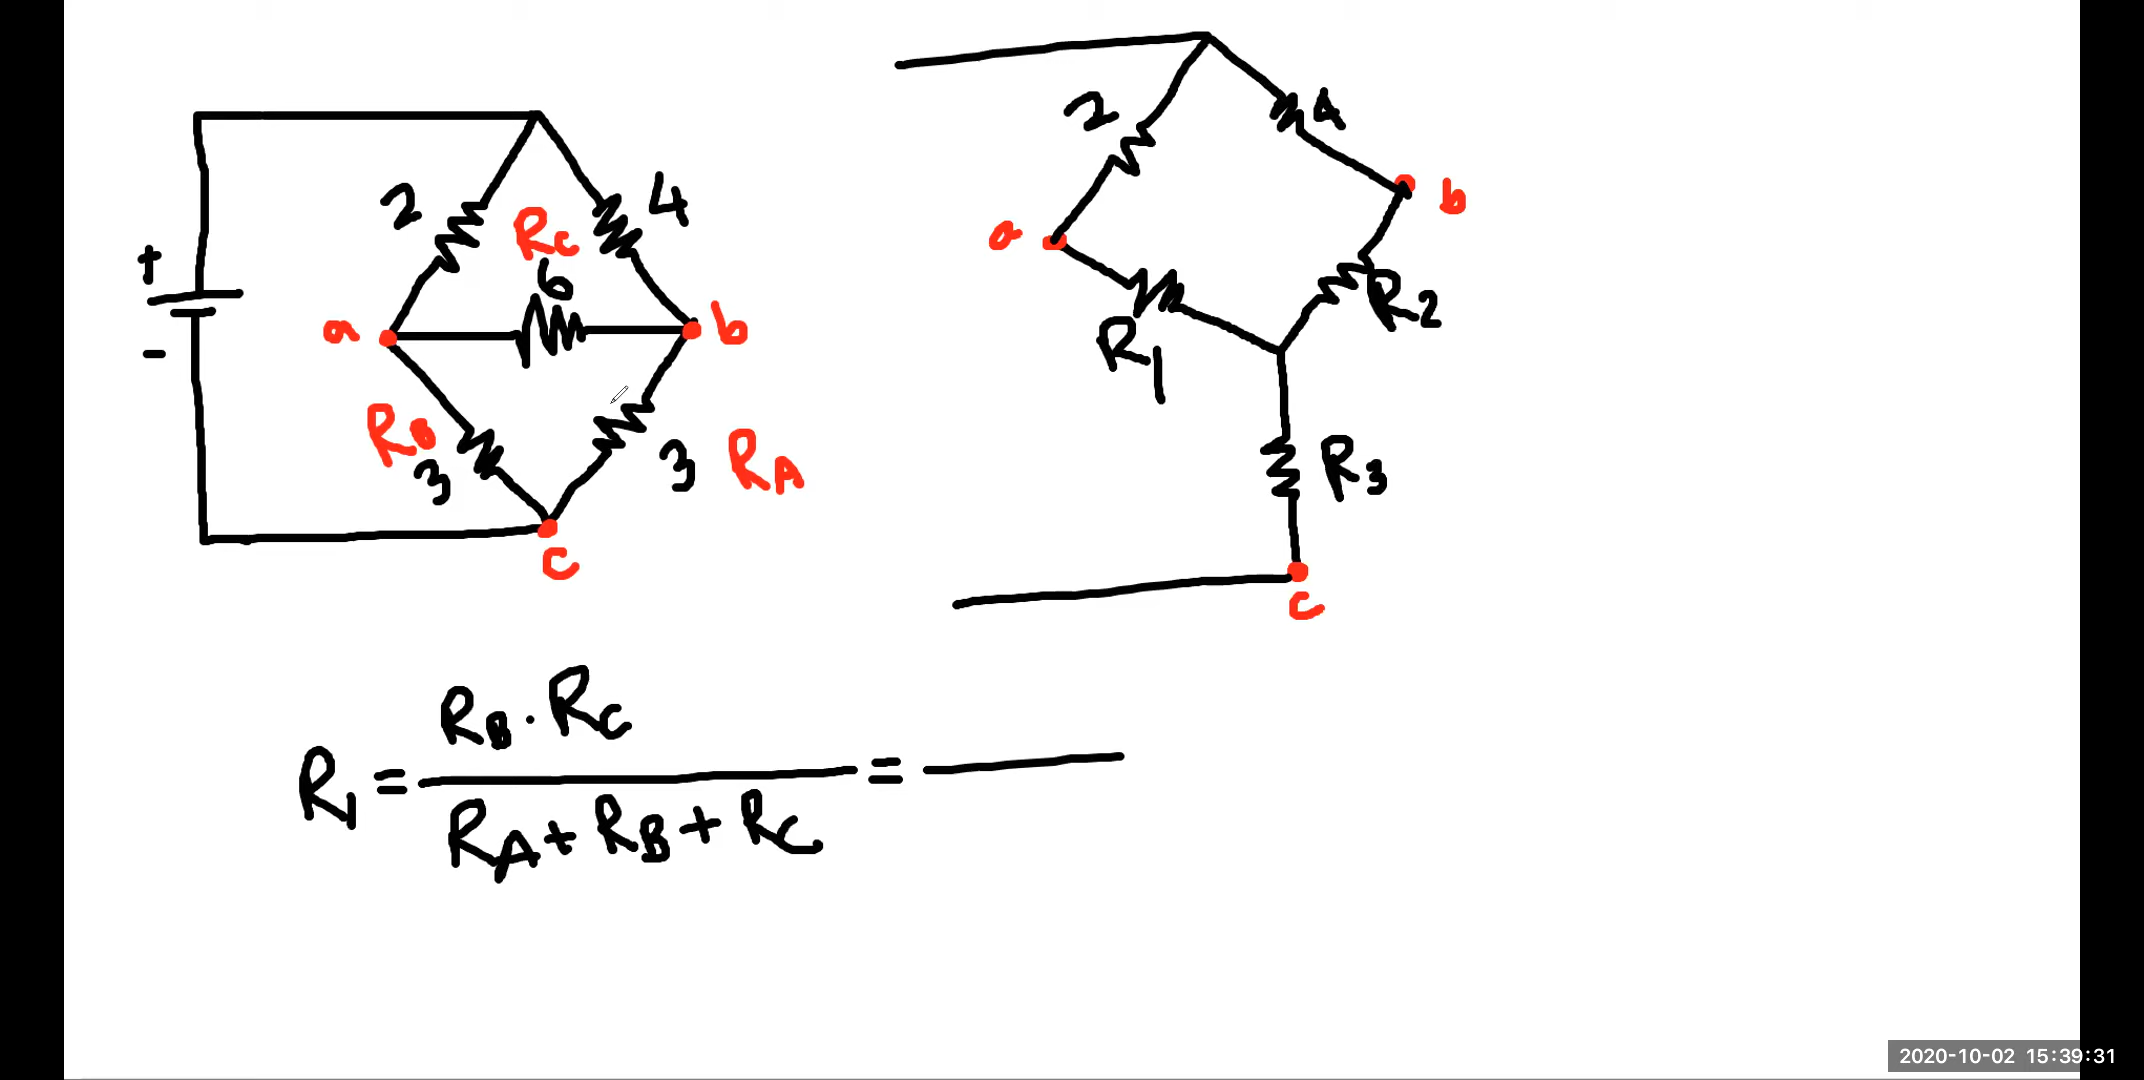 2
4
Rc
6
+
-
a
b
RB
3
3
RA
c
2
4
a
b
R1
R2
R3
c
R1 = RB . RC / RA + RB + RC =
2020-10-02 15:39:31